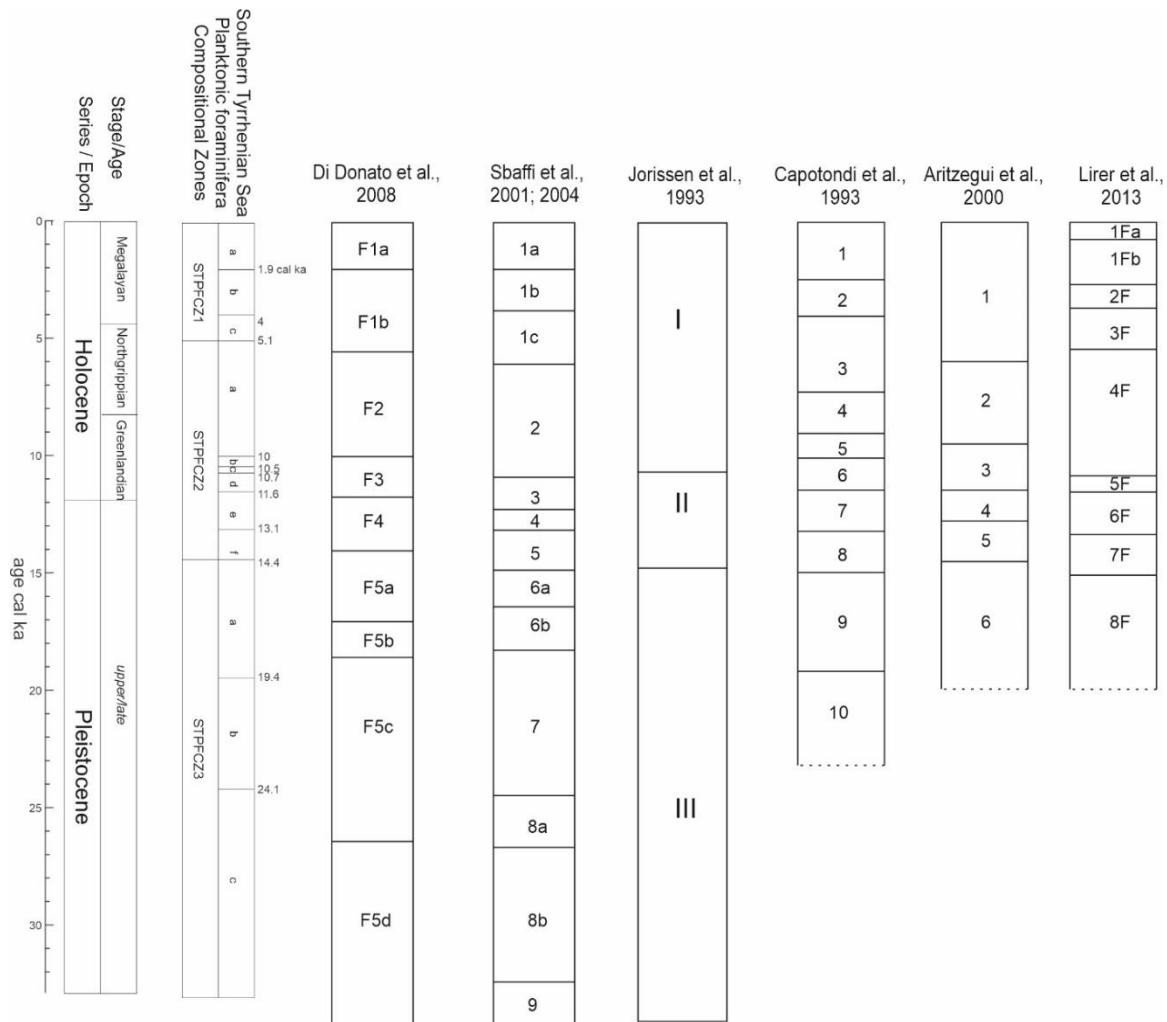 Series / Epoch
Stage/Age
Southern Tyrrhenian Sea
Planktonic foraminifera
Compositional Zones
Di Donato et al.,
2008
Sbaffi et al.,
2001; 2004
Jorissen et al.,
1993
Capotondi et al.,
1993
Aritzegui et al.,
2000
Lirer et al.,
2013
age cal ka
0
5
10
15
20
25
30
Holocene
Pleistocene
Megalayan
Northgrippian
Greenlandian
upper/late
STPFCZ1
STPFCZ2
STPFCZ3
a
b
c
a
b
c
d
e
f
a
b
c
1.9 cal ka
4
5.1
10
10.5
10.7
11.6
13.1
14.4
19.4
24.1
F1a
F1b
F2
F3
F4
F5a
F5b
F5c
F5d
1a
1b
1c
2
3
4
5
6a
6b
7
8a
8b
9
I
II
III
1
2
3
4
5
6
7
8
9
10
1
2
3
4
5
6
1Fa
1Fb
2F
3F
4F
5F
6F
7F
8F